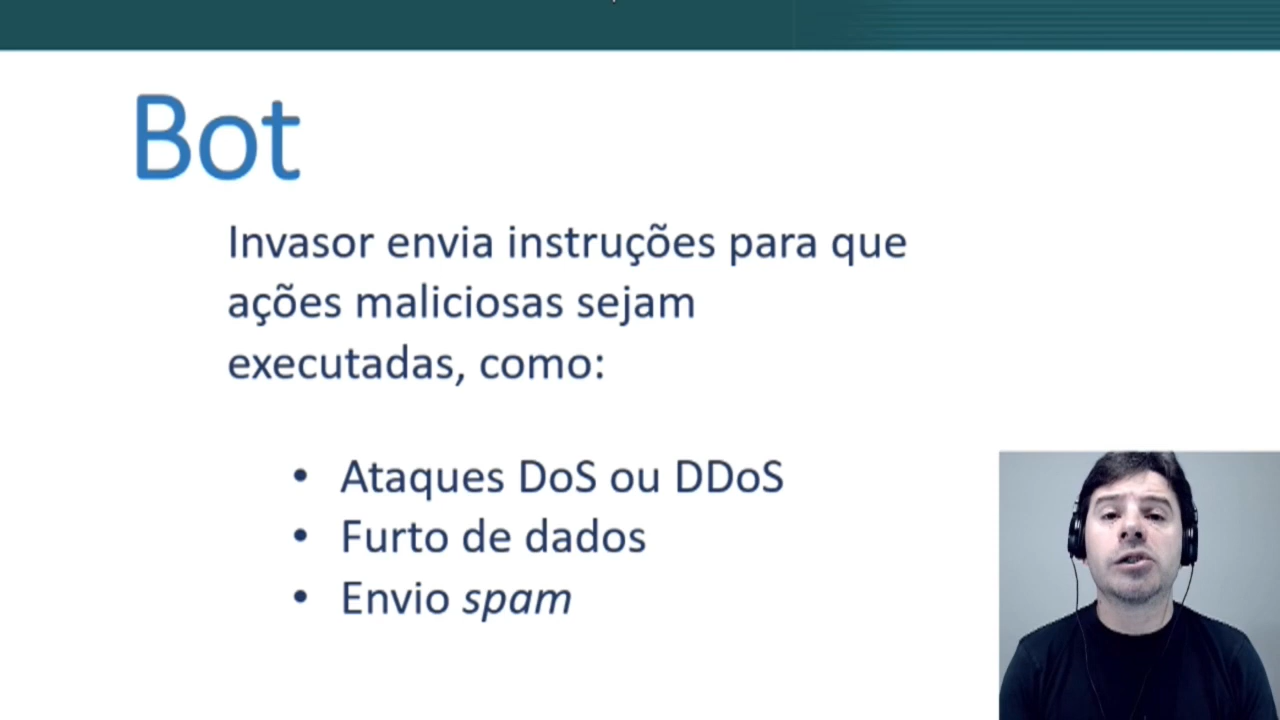 Bot
Invasor envia instruções para que
ações maliciosas sejam
executadas, como:
• Ataques DoS ou DDoS
• Furto de dados
• Envio spam